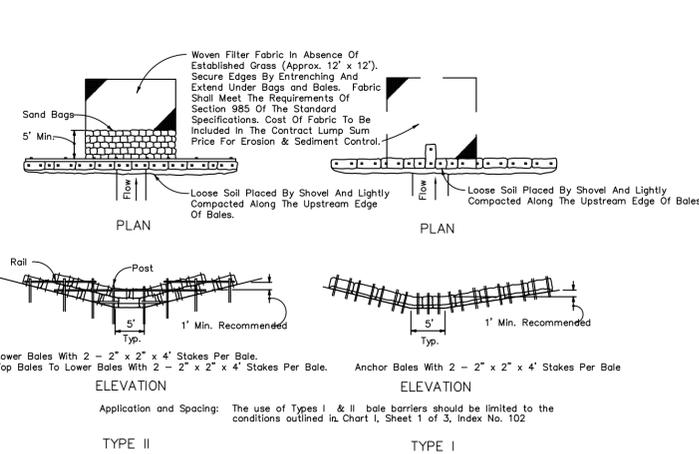 Woven Filter Fabric In Absence Of
Established Grass (Approx. 12' x 12').
Secure Edges By Entrenching And
Extend Under Bags and Bales. Fabric
Shall Meet The Requirements Of
Section 985 Of The Standard
Specifications. Cost Of Fabric To Be
Included In The Contract Lump Sum
Price For Erosion & Sediment Control.
Sand Bags
5' Min.
Flow
Loose Soil Placed By Shovel And Lightly
Compacted Along The Upstream Edge
Of Bales.
PLAN
Flow
Loose Soil Placed By Shovel And Lightly
Compacted Along The Upstream Edge Of Bales
PLAN
Rail
Post
5'
Typ.
1' Min. Recommended
ower Bales With 2 - 2" x 2" x 4' Stakes Per Bale.
op Bales To Lower Bales With 2 - 2" x 2" x 4' Stakes Per Bale.
ELEVATION
5'
Typ.
1' Min. Recommended
Anchor Bales With 2 - 2" x 2" x 4' Stakes Per Bale
ELEVATION
Application and Spacing: The use of Types I & II bale barriers should be limited to the
conditions outlined in Chart I, Sheet 1 of 3, Index No. 102
TYPE II
TYPE I